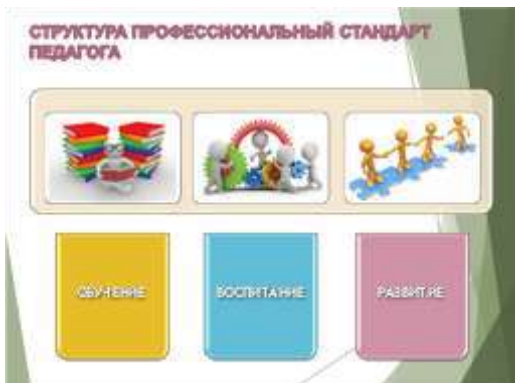 СТРУКТУРА ПРОФЕССИОНАЛЬНЫЙ СТАНДАРТ
ПЕДАГОГА
ОБУЧЕНИЕ
ВОСПИТАНИЕ
РАЗВИТИЕ